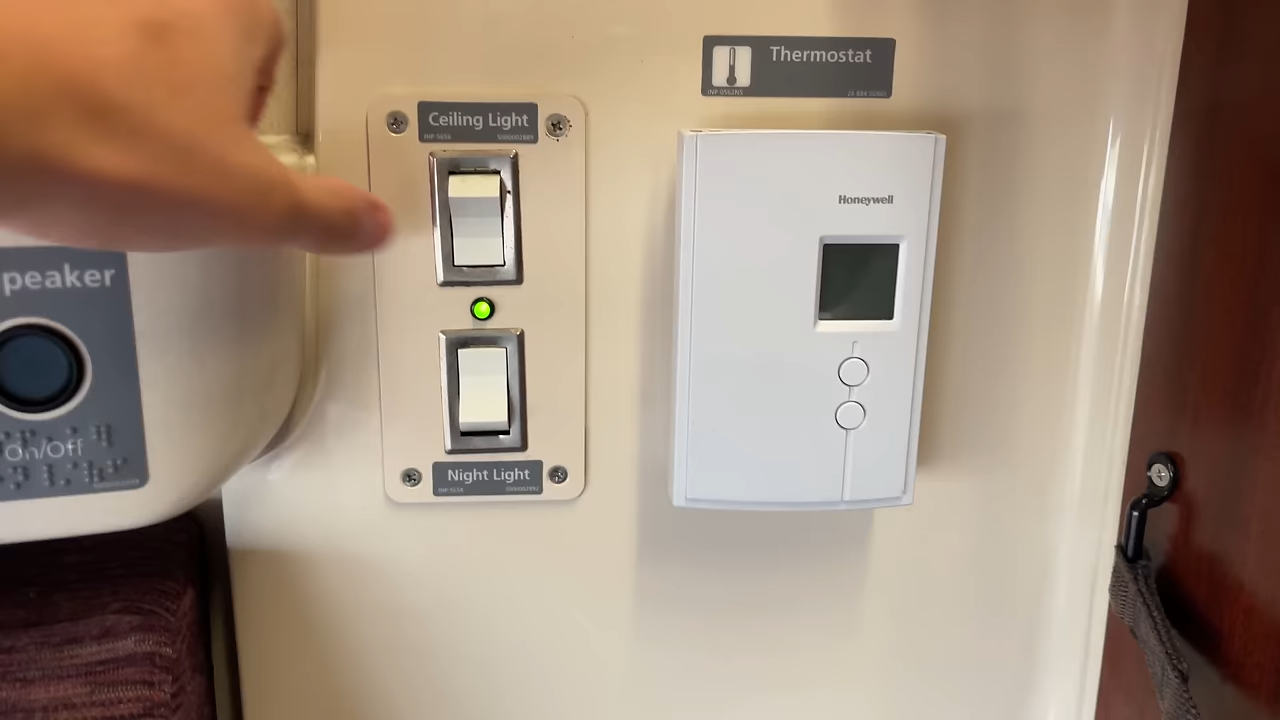 Thermostat
Ceiling Light
Honeywell
peaker
On/Off
Night Light